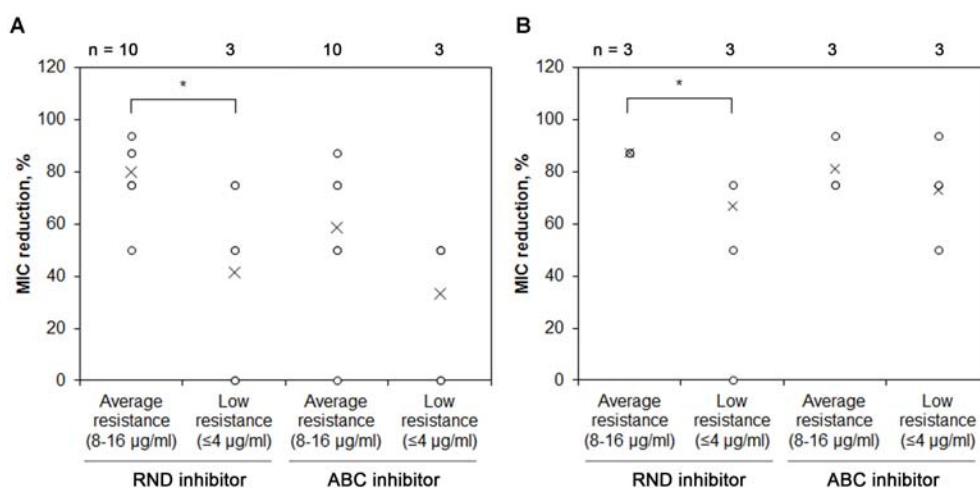 A
n = 10 3 10 3
120
100
80
60
40
20
0
MIC reduction, %
*
Average resistance (8-16 µg/ml)
Low resistance (≤4 µg/ml)
Average resistance (8-16 µg/ml)
Low resistance (≤4 µg/ml)
RND inhibitor
ABC inhibitor
B
n = 3 3 3 3
120
100
80
60
40
20
0
MIC reduction, %
*
Average resistance (8-16 µg/ml)
Low resistance (≤4 µg/ml)
Average resistance (8-16 µg/ml)
Low resistance (≤4 µg/ml)
RND inhibitor
ABC inhibitor